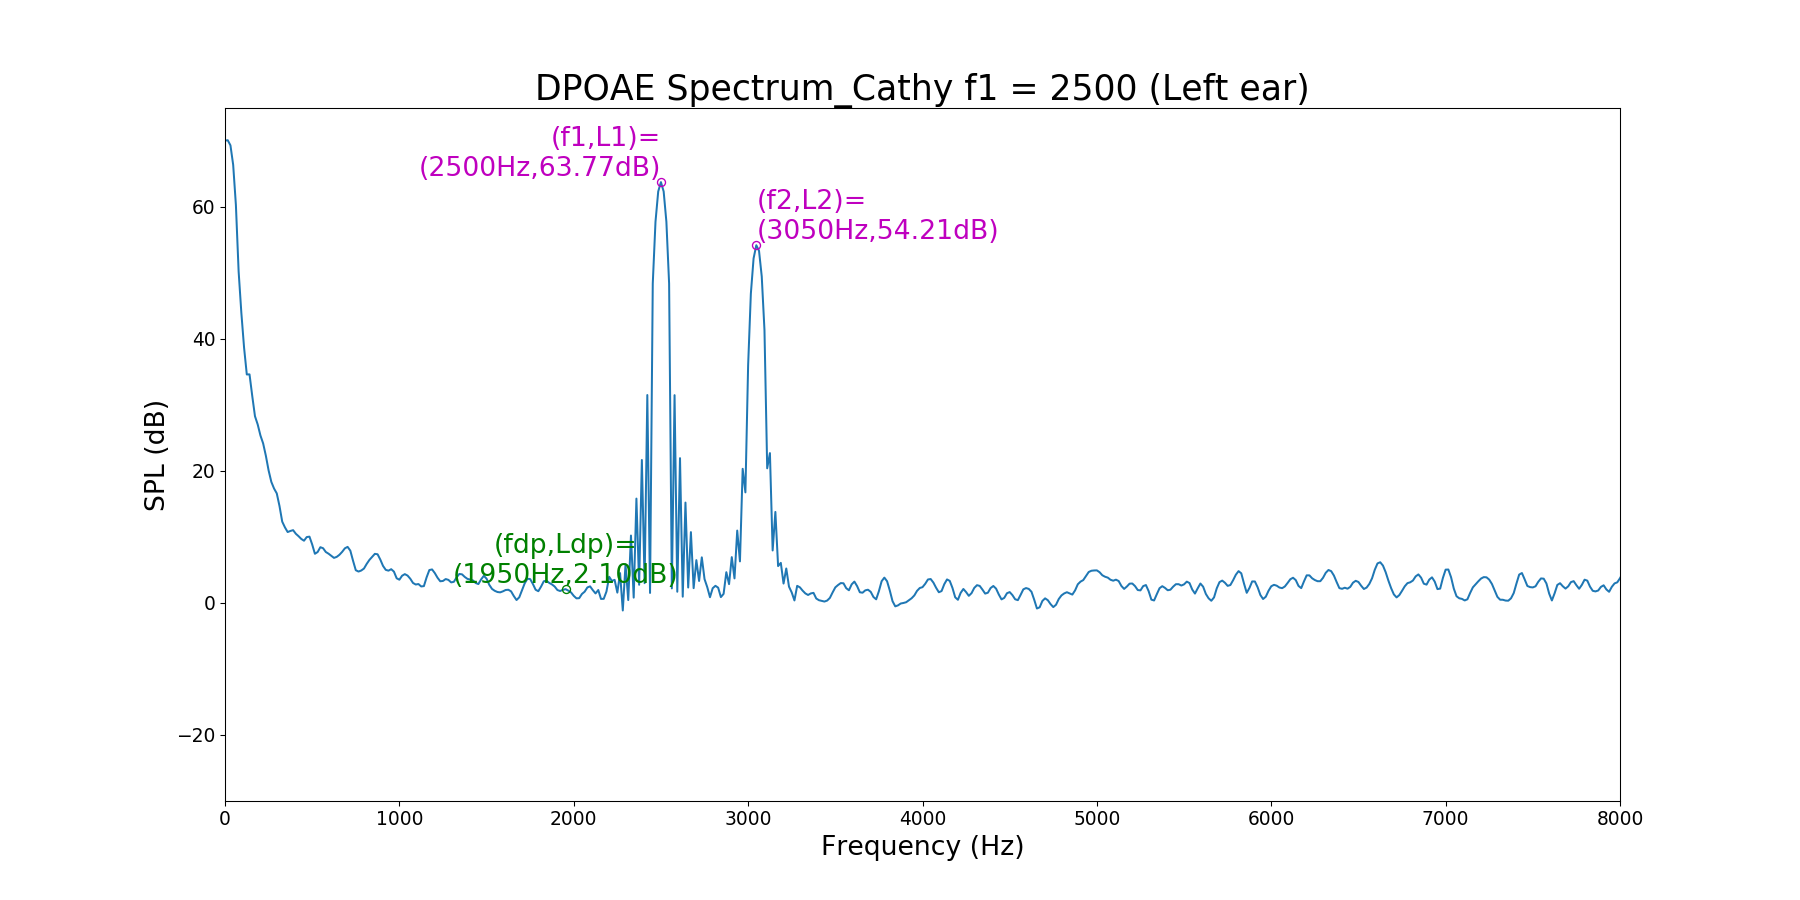 DPOAE Spectrum_Cathy f1 = 2500 (Left ear)
(f1,L1)=
(2500Hz,63.77dB)
(f2,L2)=
(3050Hz,54.21dB)
(fdp,Ldp)=
(1950Hz,2.10dB)
SPL (dB)
60
40
20
0
−20
0 1000 2000 3000 4000 5000 6000 7000 8000
Frequency (Hz)